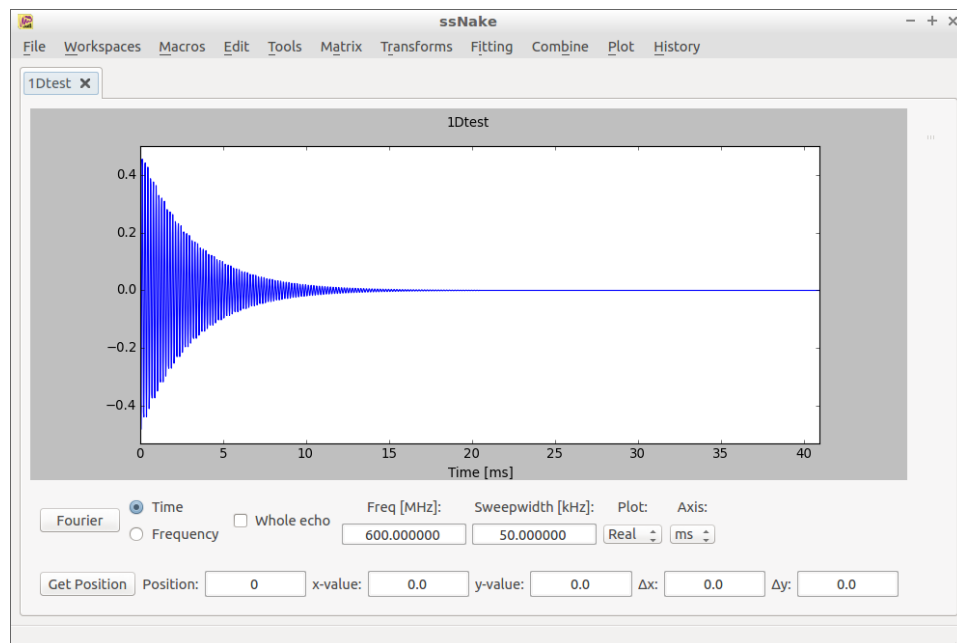 ssNake
File Workspaces Macros Edit Tools Matrix Transforms Fitting Combine Plot History
1Dtest
1Dtest
0.4
0.2
0.0
−0.2
−0.4
0 5 10 15 20 25 30 35 40
Time [ms]
Fourier Time Frequency Whole echo Freq [MHz]: 600.000000 Sweepwidth [kHz]: 50.000000 Plot: Real Axis: ms
Get Position Position: 0 x-value: 0.0 y-value: 0.0 Δx: 0.0 Δy: 0.0